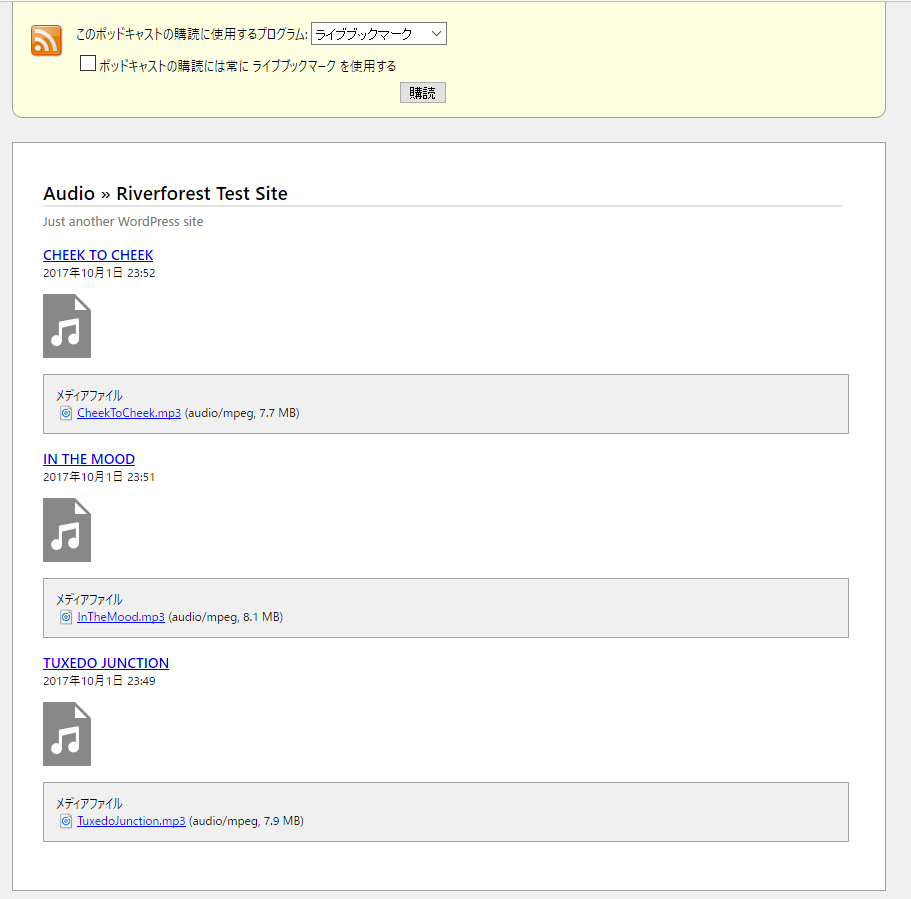 このポッドキャストの購読に使用するプログラム: ライブブックマーク
ポッドキャストの購読には常に ライブブックマーク を使用する
購読
Audio » Riverforest Test Site
Just another WordPress site
CHEEK TO CHEEK
2017年10月1日 23:52
メディアファイル
CheekToCheek.mp3 (audio/mpeg, 7.7 MB)
IN THE MOOD
2017年10月1日 23:51
メディアファイル
InTheMood.mp3 (audio/mpeg, 8.1 MB)
TUXEDO JUNCTION
2017年10月1日 23:49
メディアファイル
TuxedoJunction.mp3 (audio/mpeg, 7.9 MB)